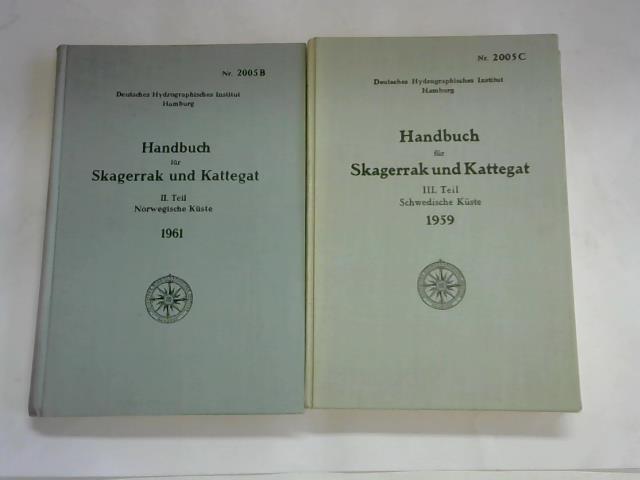 Nr. 2005 B
Deutsches Hydrographisches Institut
Hamburg
Handbuch
für
Skagerrak und Kattegat
II. Teil
Norwegische Küste
1961
Nr. 2005 C
Deutsches Hydrographisches Institut
Hamburg
Handbuch
für
Skagerrak und Kattegat
III. Teil
Schwedische Küste
1959